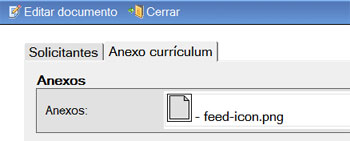 Editar documento Cerrar
Solicitantes Anexo currículum
Anexos
Anexos: - feed-icon.png